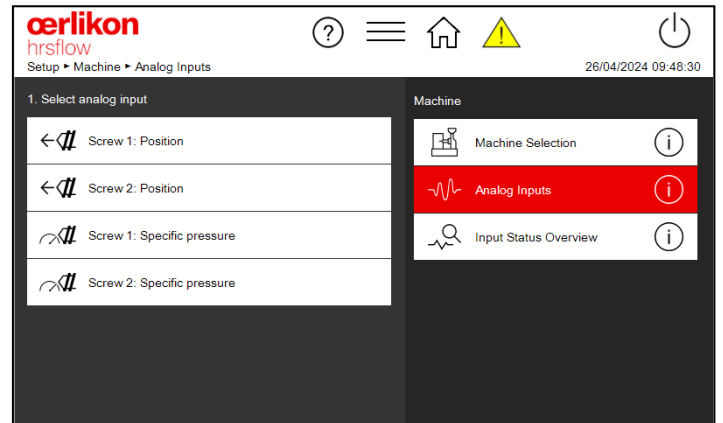 œrlikon
hrsflow
Setup ‣ Machine ‣ Analog Inputs
26/04/2024 09:48:30
1. Select analog input
Screw 1: Position
Screw 2: Position
Screw 1: Specific pressure
Screw 2: Specific pressure
Machine
Machine Selection
Analog Inputs
Input Status Overview